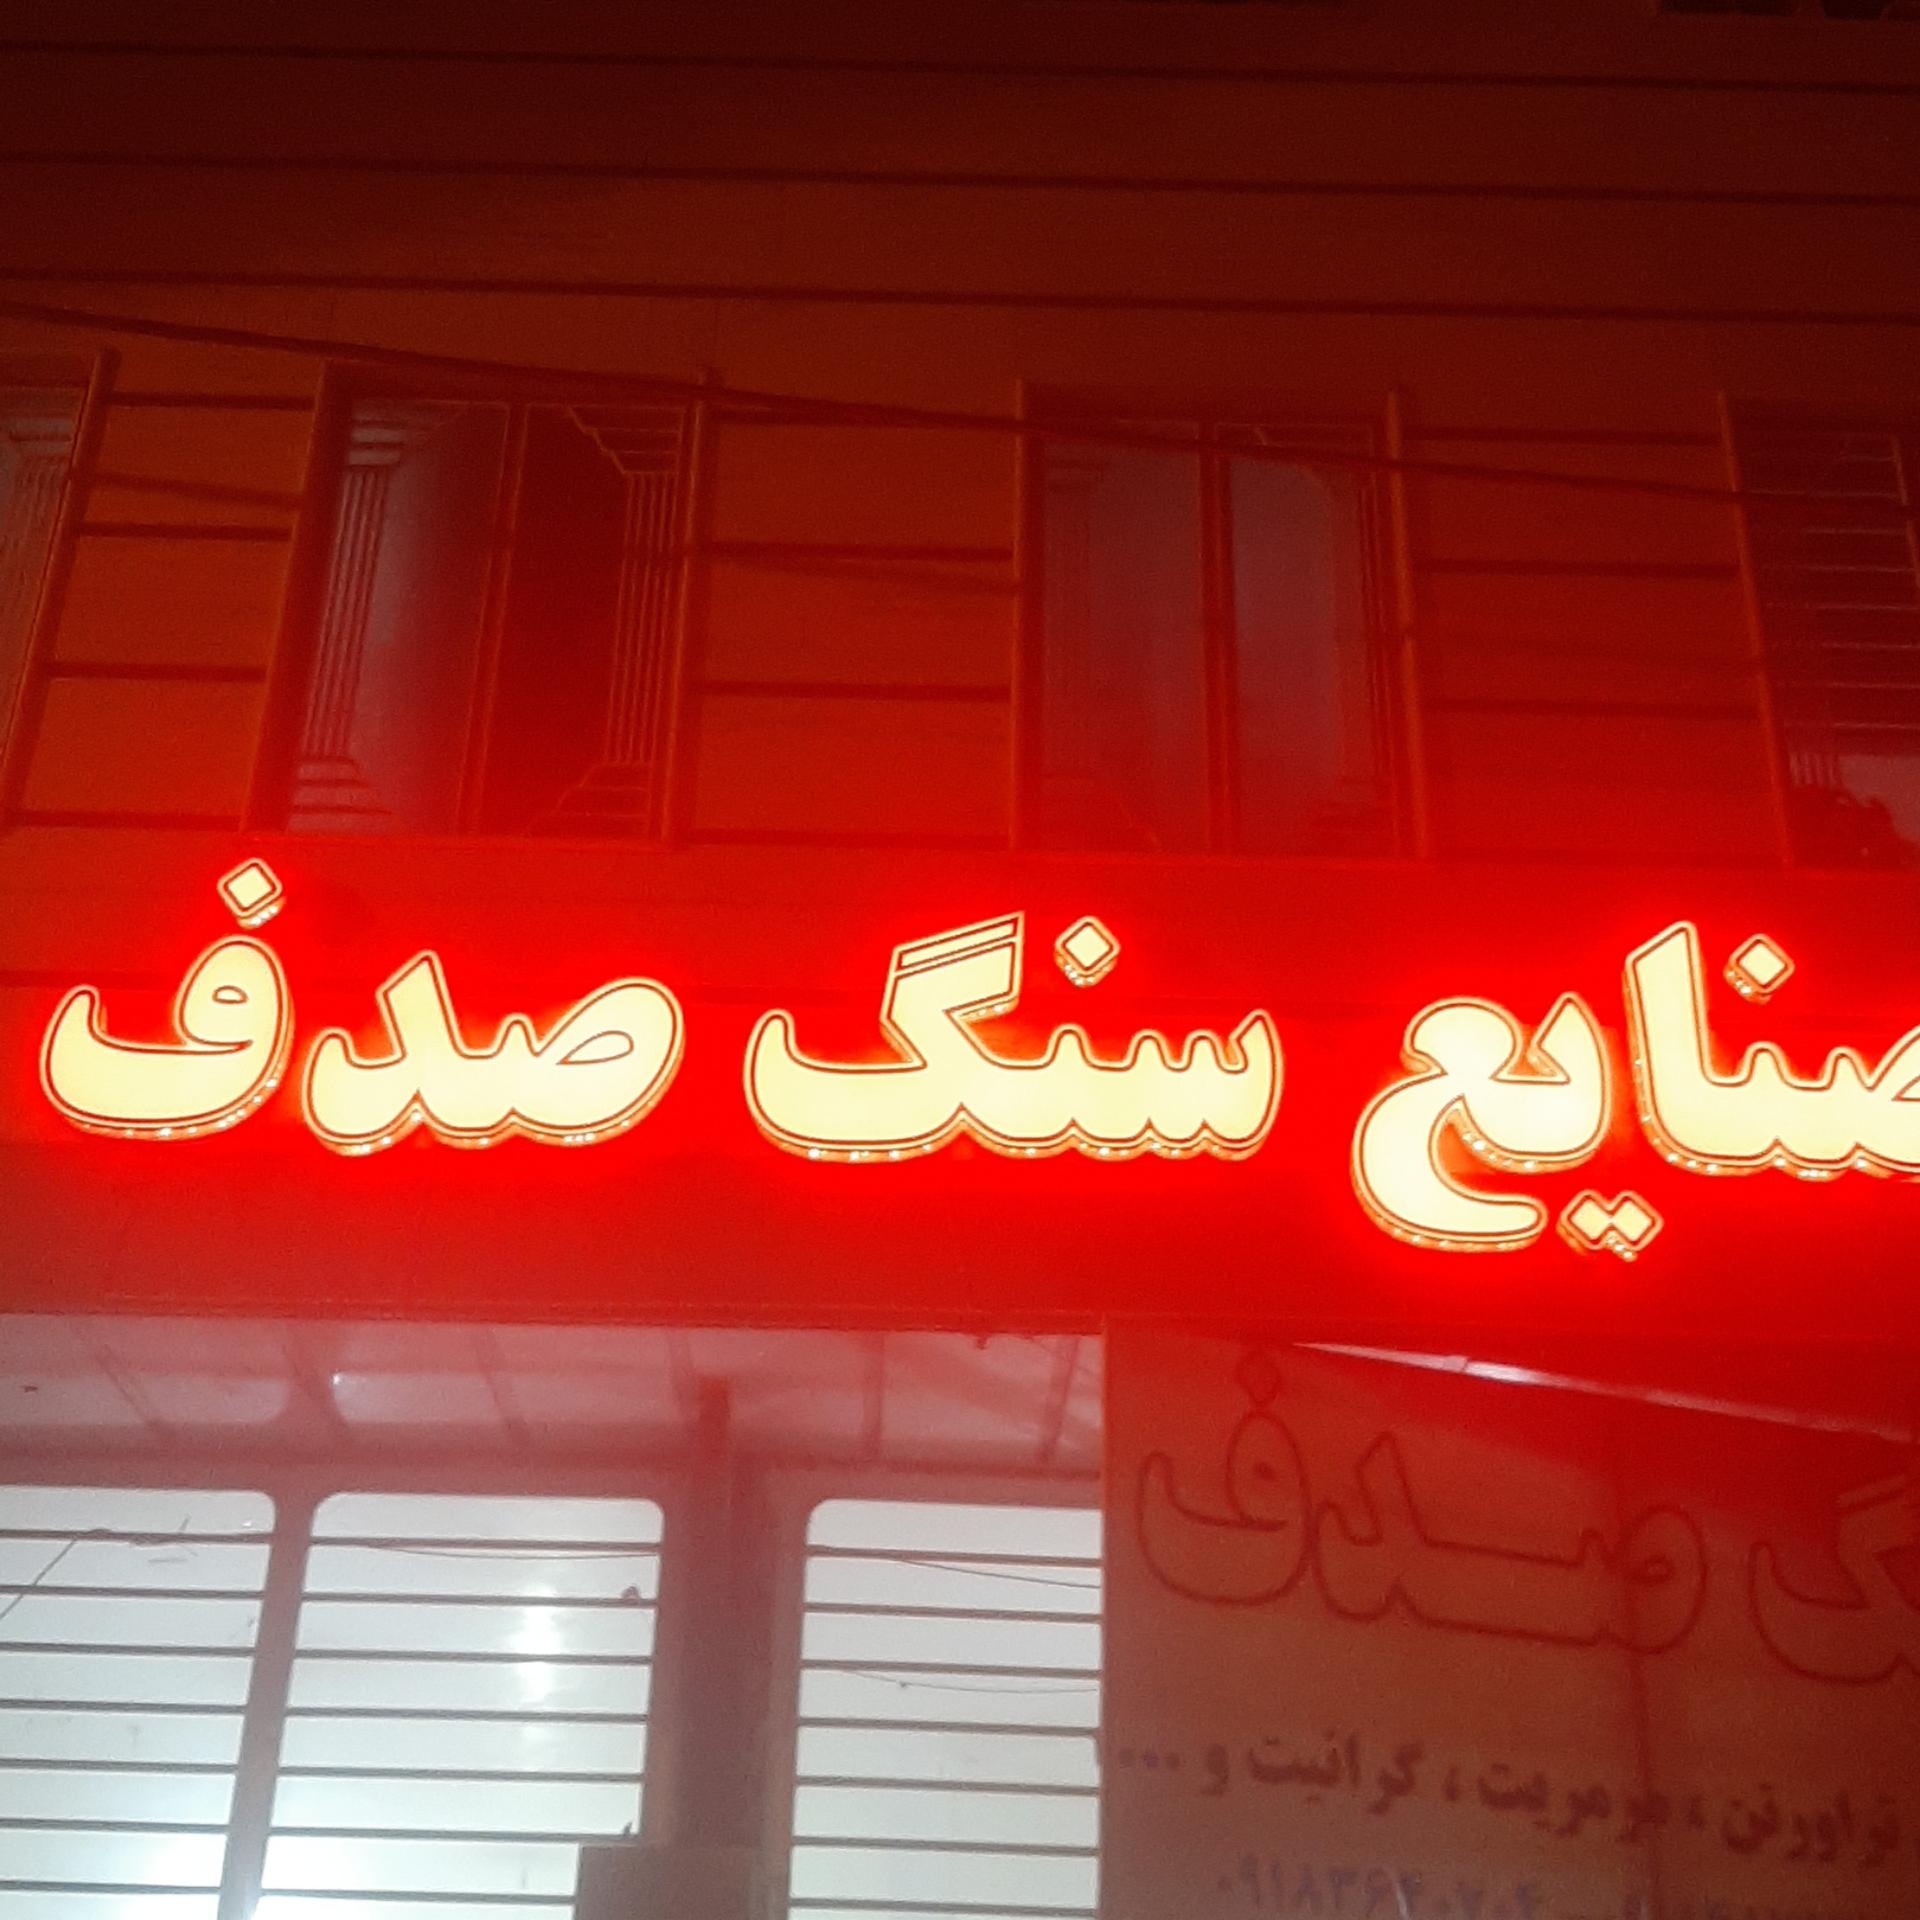 صنایع سنگ صدف
سنگ صدف
تراورتن ، مرمریت ، گرانیت و ...